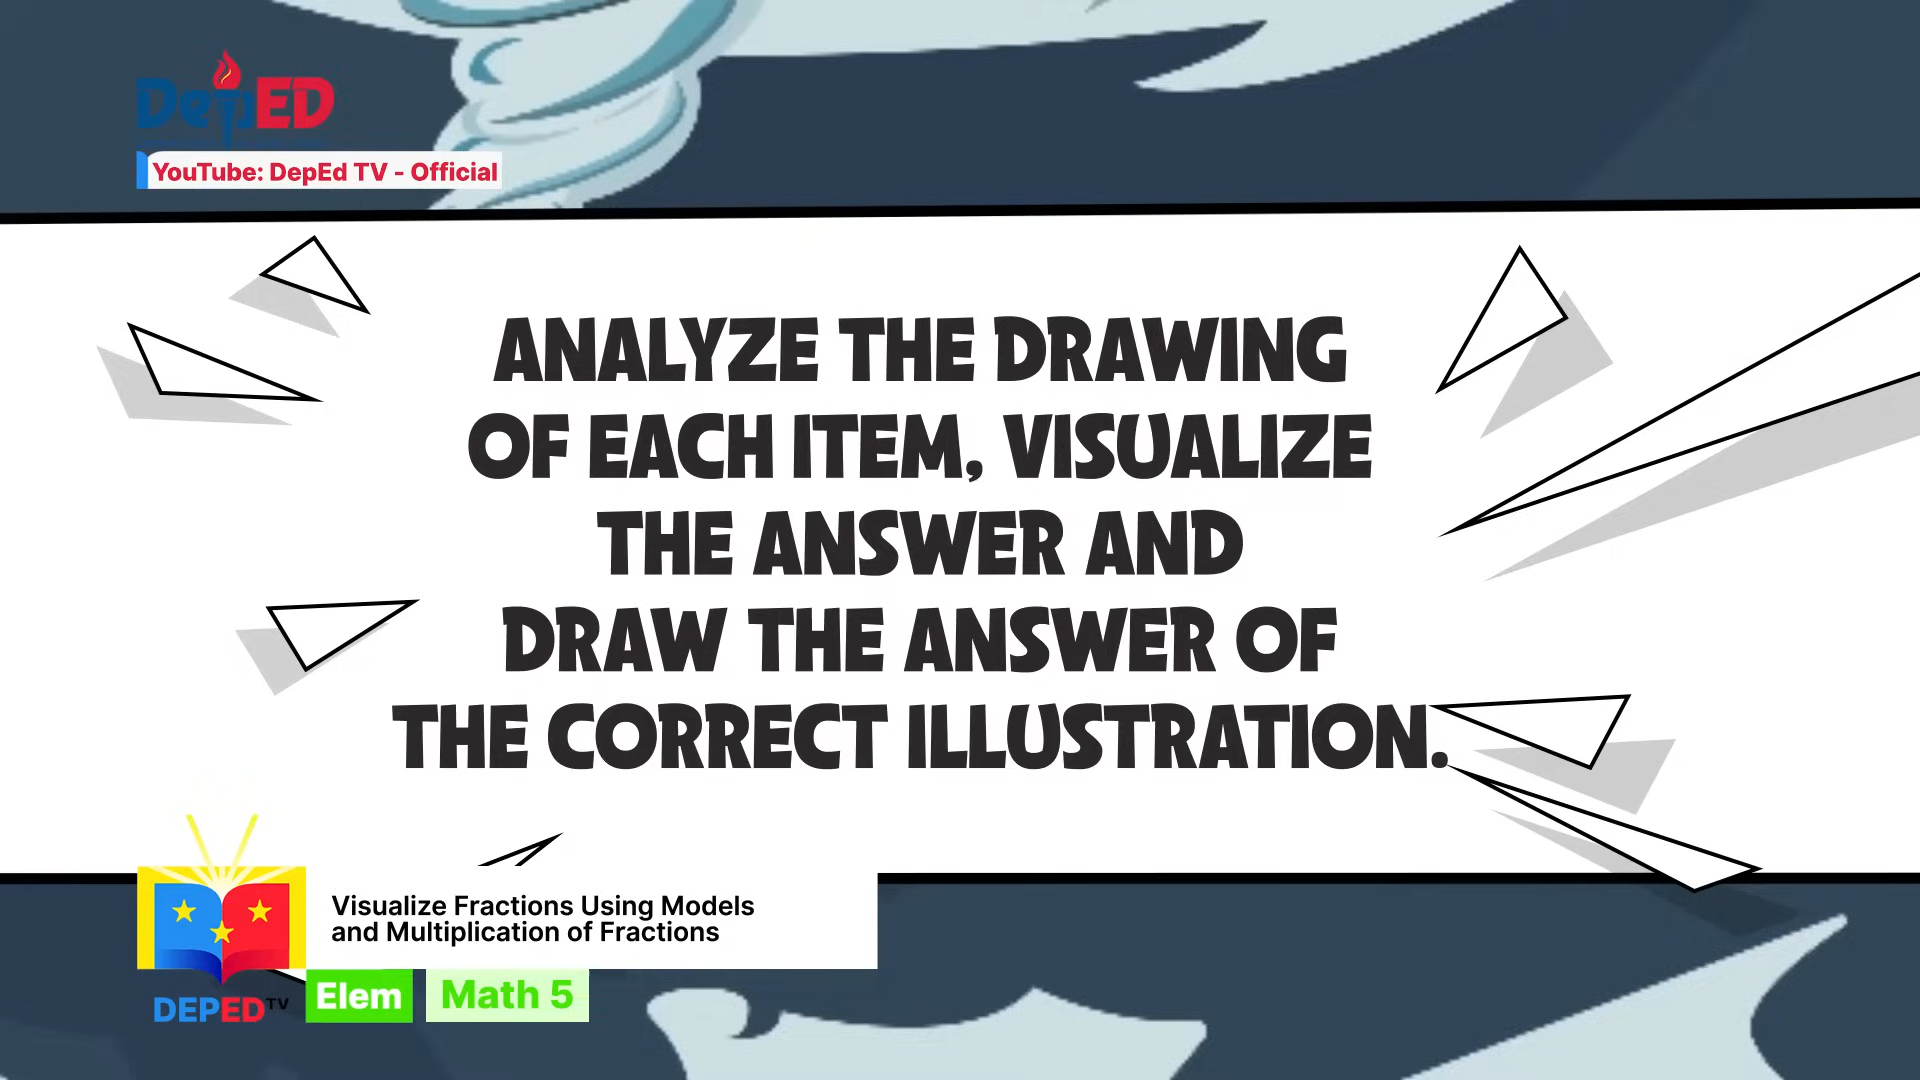 DepED
YouTube: DepEd TV - Official
ANALYZE THE DRAWING
OF EACH ITEM, VISUALIZE
THE ANSWER AND
DRAW THE ANSWER OF
THE CORRECT ILLUSTRATION.
Visualize Fractions Using Models
and Multiplication of Fractions
DEPED TV
Elem
Math 5